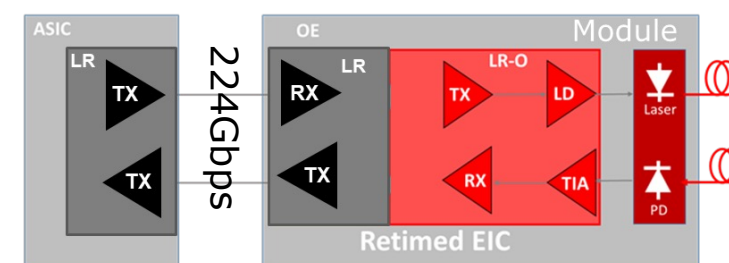 ASIC
OE
Module
LR
LR
LR-O
TX
RX
TX
LD
Laser
224Gbps
TX
TX
RX
TIA
PD
Retimed EIC